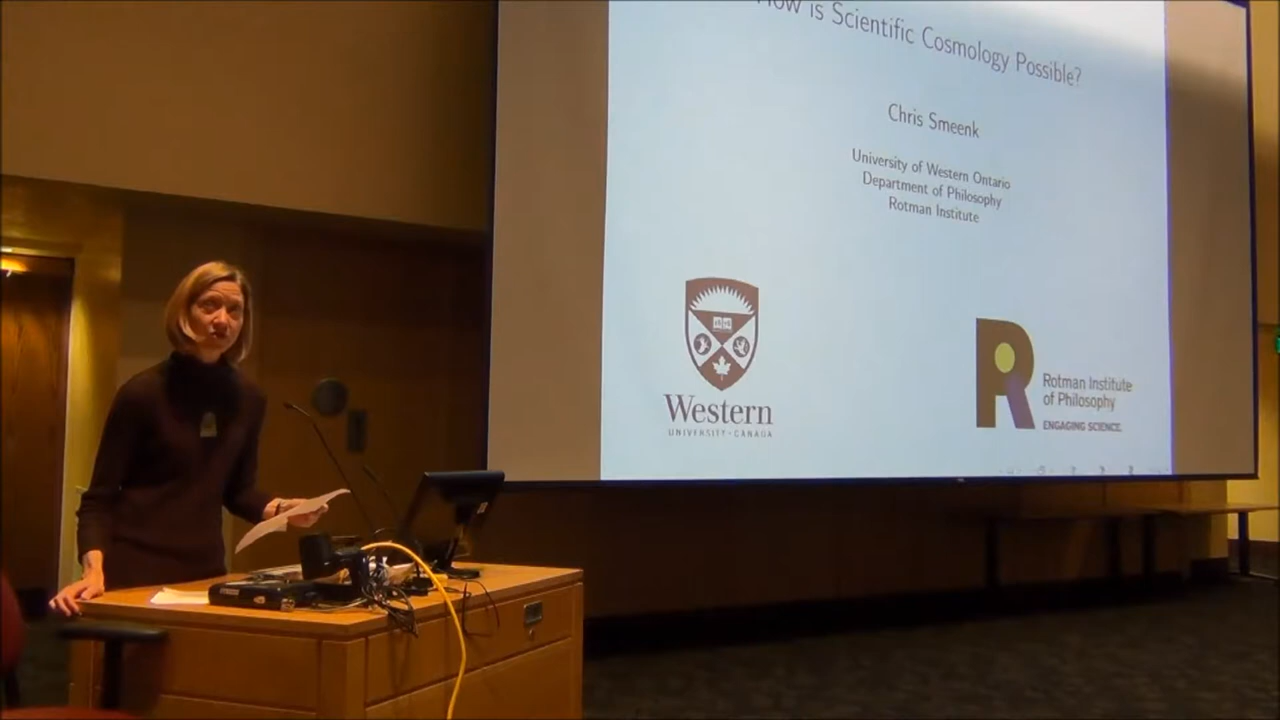 How is Scientific Cosmology Possible?
Chris Smeenk
University of Western Ontario
Department of Philosophy
Rotman Institute
Western
UNIVERSITY · CANADA
R
Rotman Institute
of Philosophy
ENGAGING SCIENCE.